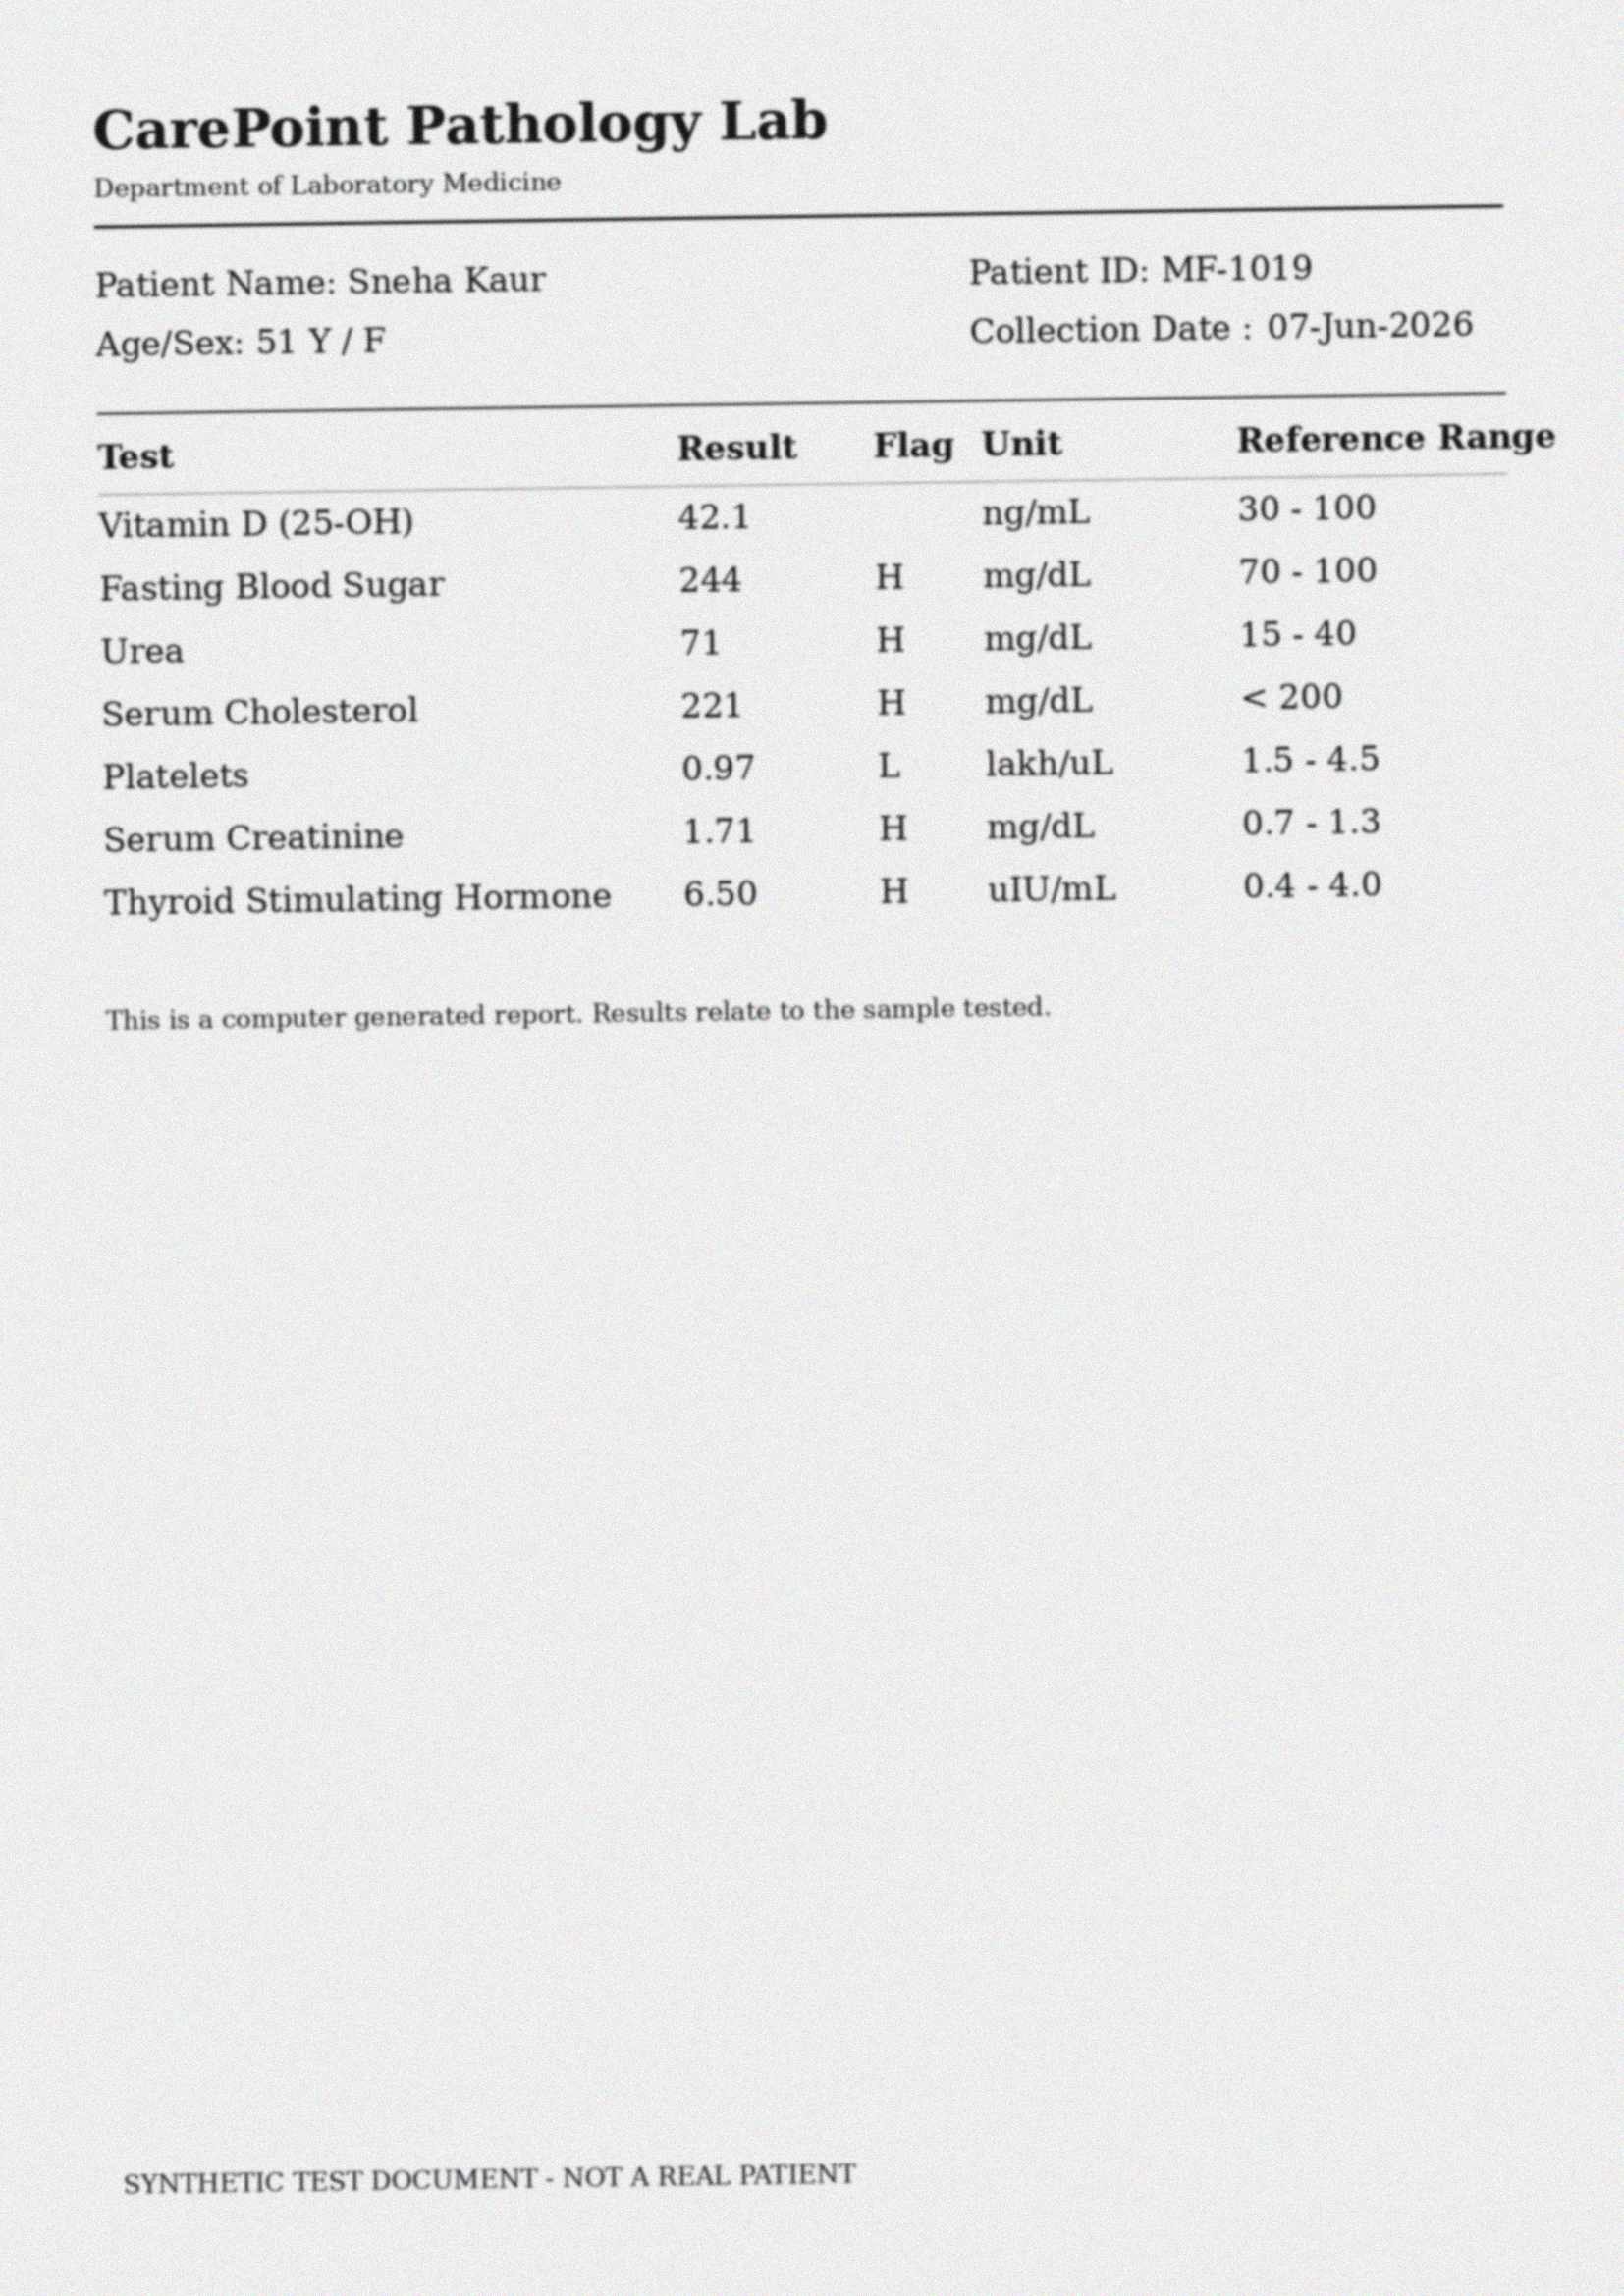 CarePoint Pathology Lab
Department of Laboratory Medicine
Patient Name: Sneha Kaur Patient ID: MF-1019
Age/Sex: 51 Y / F Collection Date : 07-Jun-2026
Test Result Flag Unit Reference Range
Vitamin D (25-OH) 42.1 ng/mL 30 - 100
Fasting Blood Sugar 244 H mg/dL 70 - 100
Urea 71 H mg/dL 15 - 40
Serum Cholesterol 221 H mg/dL < 200
Platelets 0.97 L lakh/uL 1.5 - 4.5
Serum Creatinine 1.71 H mg/dL 0.7 - 1.3
Thyroid Stimulating Hormone 6.50 H uIU/mL 0.4 - 4.0
This is a computer generated report. Results relate to the sample tested.
SYNTHETIC TEST DOCUMENT - NOT A REAL PATIENT